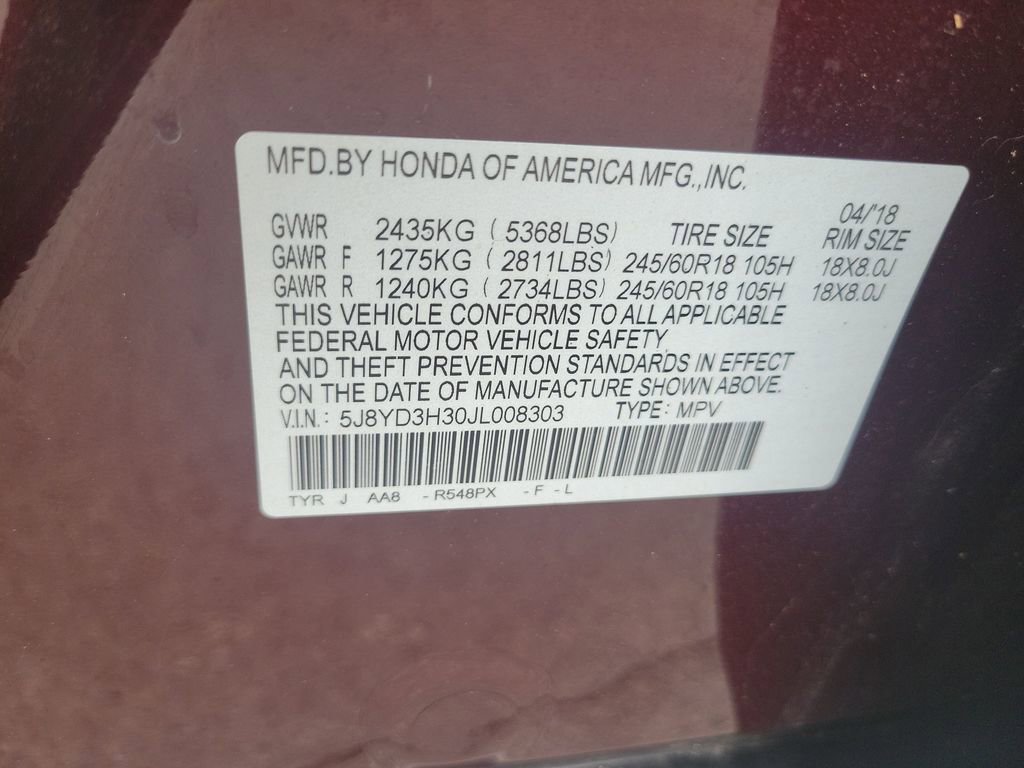 MFD.BY HONDA OF AMERICA MFG.,INC.
04/'18
GVWR 2435KG ( 5368LBS) TIRE SIZE RIM SIZE
GAWR F 1275KG ( 2811LBS) 245/60R18 105H 18X8.0J
GAWR R 1240KG ( 2734LBS) 245/60R18 105H 18X8.0J
THIS VEHICLE CONFORMS TO ALL APPLICABLE
FEDERAL MOTOR VEHICLE SAFETY
AND THEFT PREVENTION STANDARDS IN EFFECT
ON THE DATE OF MANUFACTURE SHOWN ABOVE.
V.I.N.: 5J8YD3H30JL008303 TYPE: MPV
TYR J AA8 - R548PX - F - L